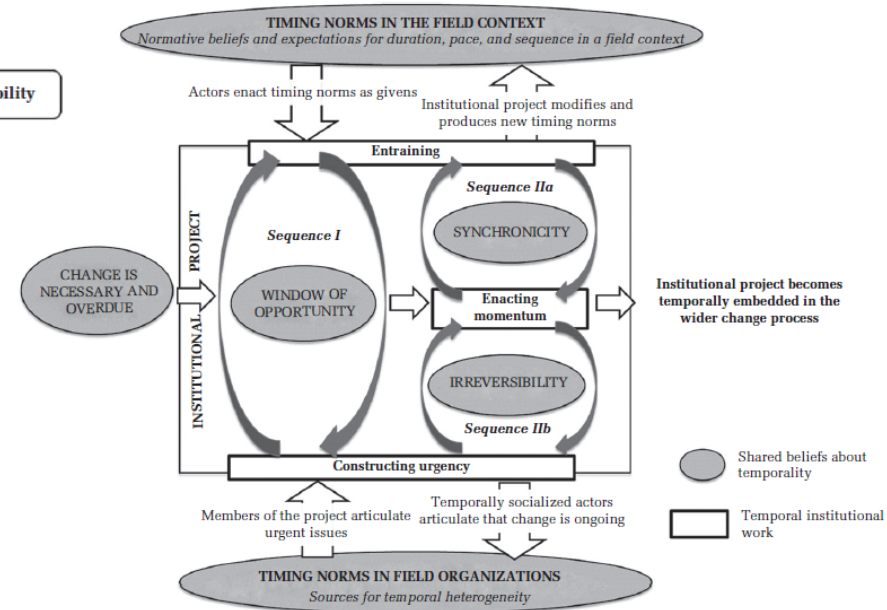 TIMING NORMS IN THE FIELD CONTEXT
Normative beliefs and expectations for duration, pace, and sequence in a field context
bility
Actors enact timing norms as givens
Institutional project modifies and
produces new timing norms
Entraining
Sequence IIa
Sequence I
SYNCHRONICITY
PROJECT
INSTITUTIONAL
CHANGE IS
NECESSARY AND
OVERDUE
WINDOW OF
OPPORTUNITY
Enacting
momentum
Institutional project becomes
temporally embedded in the
wider change process
IRREVERSIBILITY
Sequence IIb
Constructing urgency
Shared beliefs about
temporality
Members of the project articulate
urgent issues
Temporally socialized actors
articulate that change is ongoing
Temporal institutional
work
TIMING NORMS IN FIELD ORGANIZATIONS
Sources for temporal heterogeneity